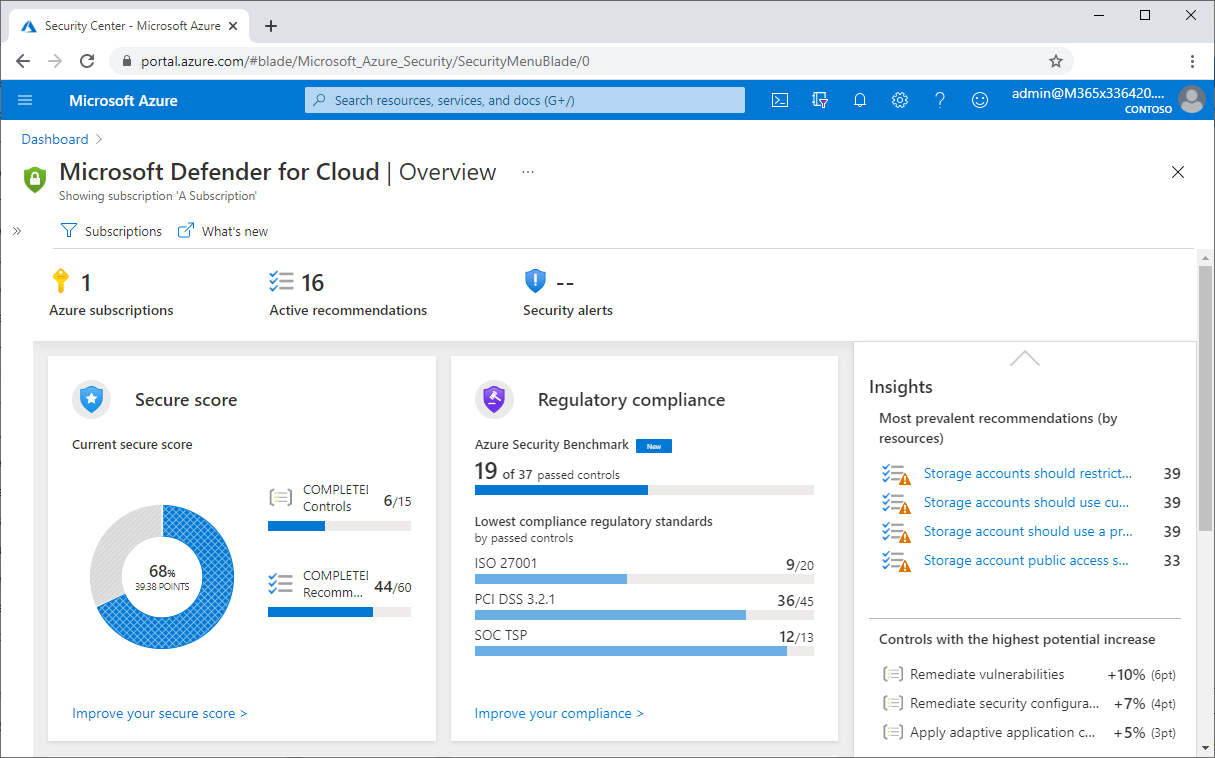 Security Center - Microsoft Azure
portal.azure.com/#blade/Microsoft_Azure_Security/SecurityMenuBlade/0
Microsoft Azure
Search resources, services, and docs (G+/)
admin@M365x336420....
CONTOSO
Dashboard
Microsoft Defender for Cloud | Overview ...
Showing subscription 'A Subscription'
Subscriptions
What's new
1
Azure subscriptions
16
Active recommendations
--
Security alerts
Secure score
Current secure score
68%
39.38 POINTS
COMPLETED
Controls
6/15
COMPLETED
Recomm...
44/60
Improve your secure score >
Regulatory compliance
Azure Security Benchmark New
19 of 37 passed controls
Lowest compliance regulatory standards
by passed controls
ISO 27001 9/20
PCI DSS 3.2.1 36/45
SOC TSP 12/13
Improve your compliance >
Insights
Most prevalent recommendations (by
resources)
Storage accounts should restrict... 39
Storage accounts should use cu... 39
Storage account should use a pr... 39
Storage account public access s... 33
Controls with the highest potential increase
Remediate vulnerabilities +10% (6pt)
Remediate security configura... +7% (4pt)
Apply adaptive application c... +5% (3pt)